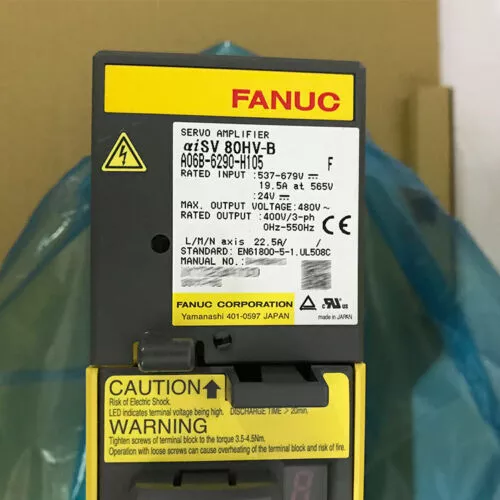 FANUC
SERVO AMPLIFIER
αiSV 80HV-B
A06B-6290-H105 F
RATED INPUT :537-679V⎓
19.5A at 565V
:24V⎓
MAX. OUTPUT VOLTAGE:480V~
RATED OUTPUT :400V/3-ph
0Hz-550Hz
L/M/N axis 22.5A/ /
STANDARD: EN61800-5-1,UL508C
MANUAL NO.:
CE
FANUC CORPORATION
Yamanashi 401-0597 JAPAN
c RU us
made in JAPAN
CAUTION
Risk of Electric Shock.
LED indicates terminal voltage being high. DISCHARGE TIME > 20min.
WARNING
Tighten screws of terminal block to the torque 3.5-4.5Nm.
Operation with loose screws can cause overheating of the terminal block and risk of fire.